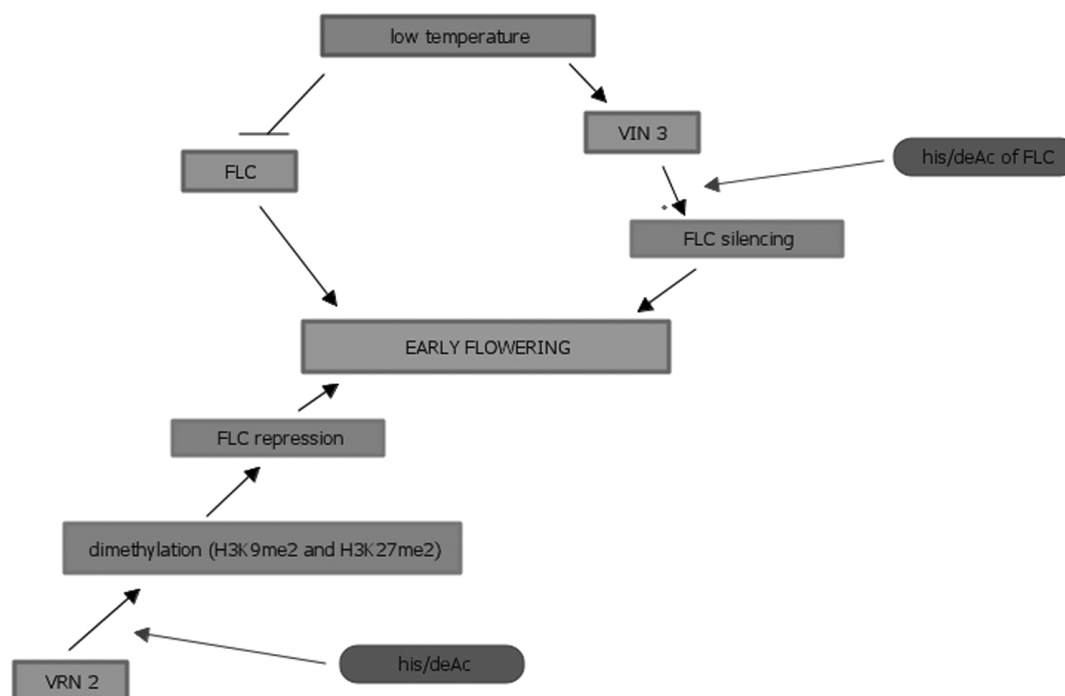 low temperature
VIN 3
his/deAc of FLC
FLC
FLC silencing
EARLY FLOWERING
FLC repression
dimethylation (H3K9me2 and H3K27me2)
his/deAc
VRN 2